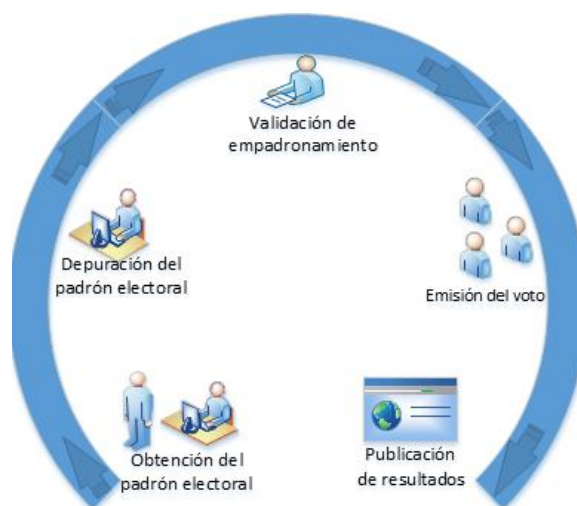 Validación de
empadronamiento
Depuración del
padrón electoral
Emisión del voto
Obtención del
padrón electoral
Publicación
de resultados